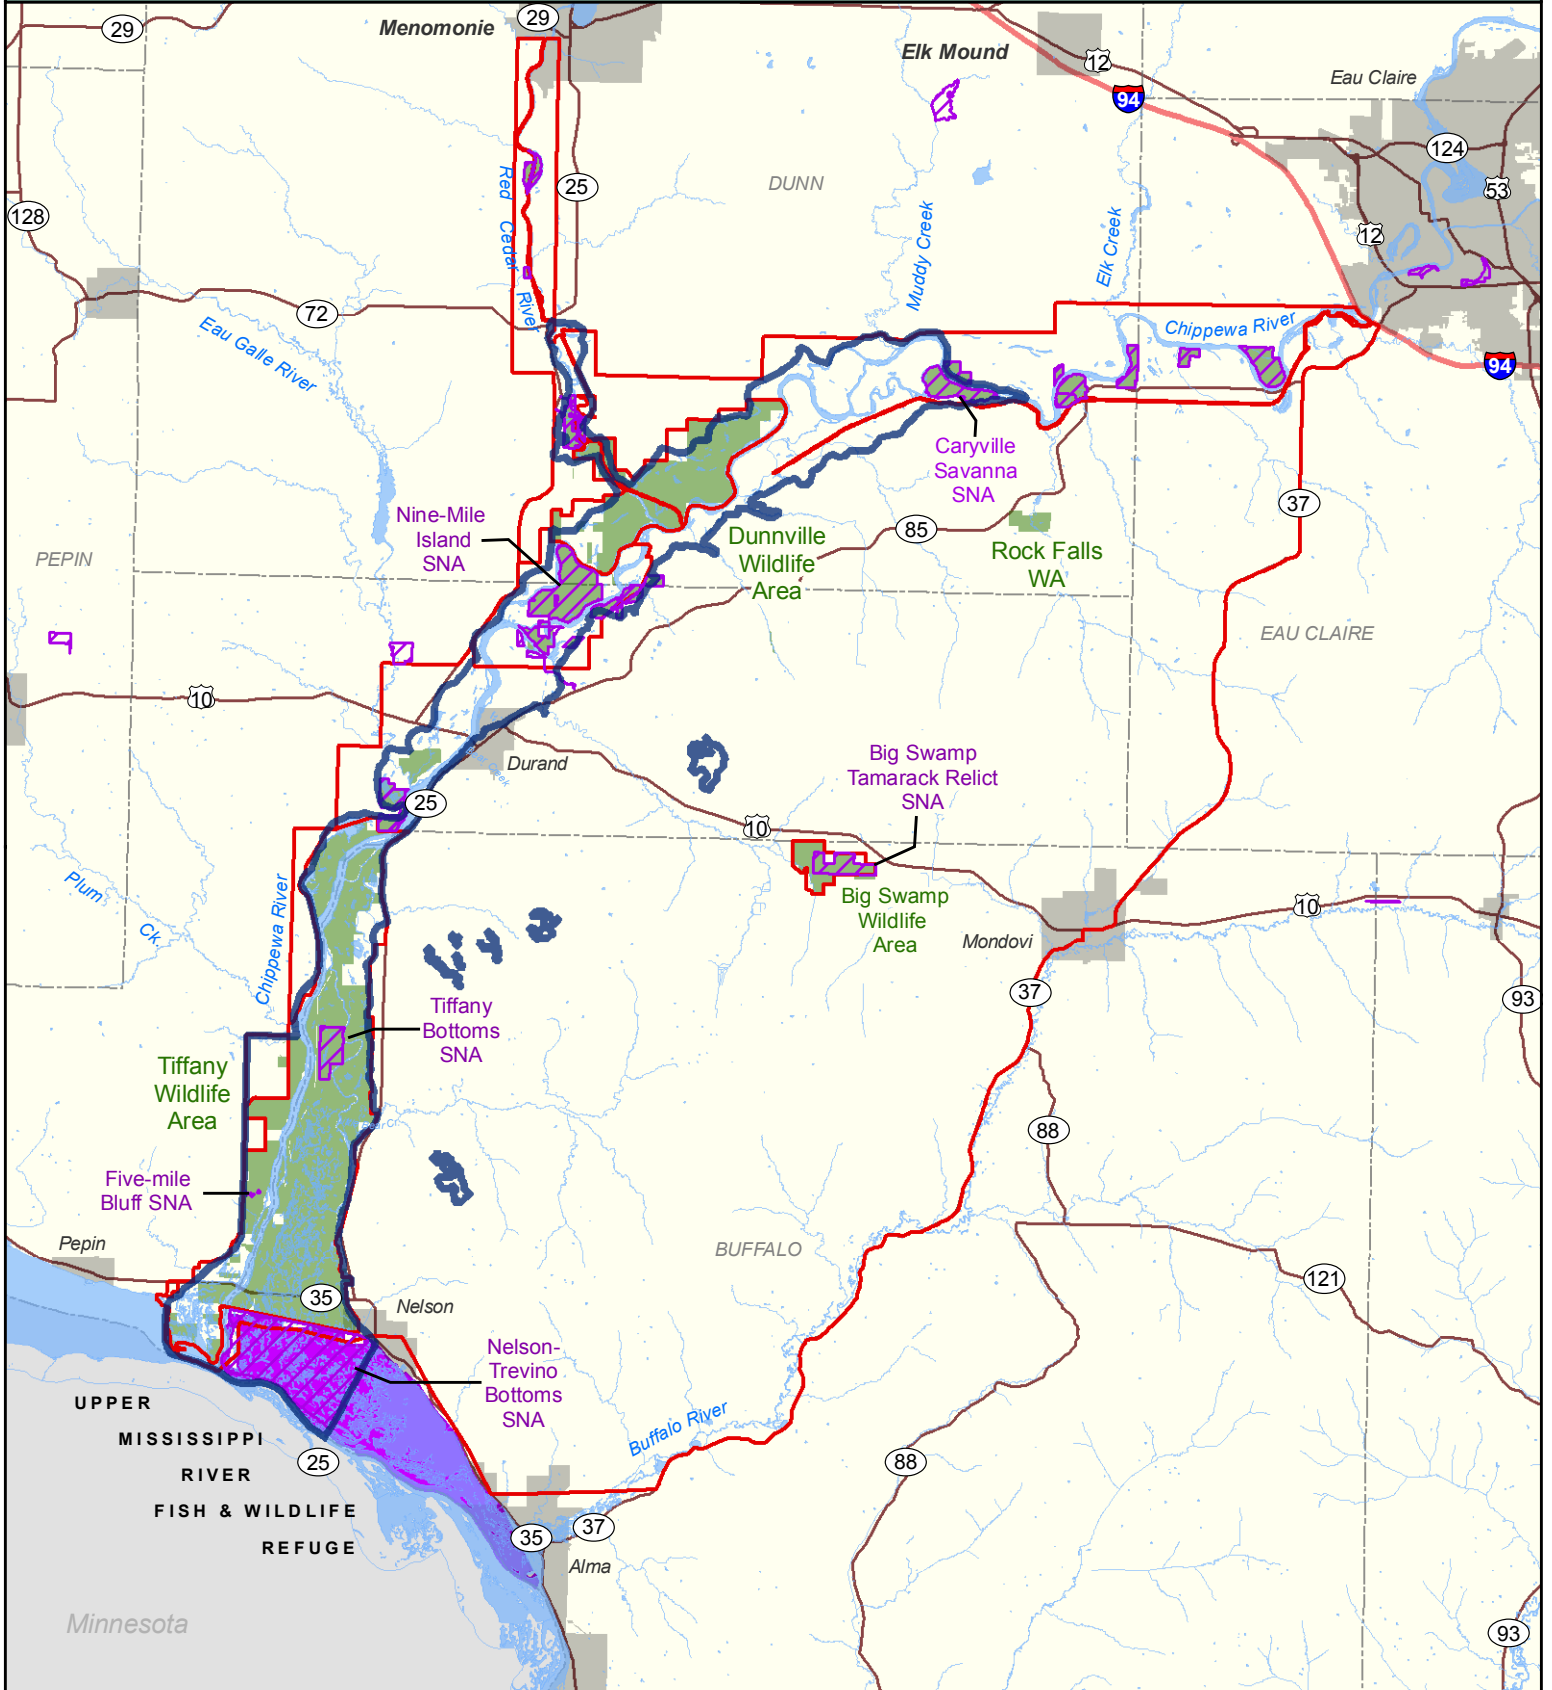 29
29
Menomonie
Elk Mound
12
Eau Claire
94
124
53
25
DUNN
128
Red Cedar River
Muddy Creek
Elk Creek
12
72
Eau Galle River
Chippewa River
94
Caryville
Savanna
SNA
37
Nine-Mile
Island
SNA
85
Dunnville
Wildlife
Area
Rock Falls
WA
PEPIN
EAU CLAIRE
10
Durand
Big Swamp
Tamarack Relict
SNA
25
10
Plum
Ck.
Chippewa River
Big Swamp
Wildlife
Area
10
Mondovi
37
93
Tiffany
Bottoms
SNA
Tiffany
Wildlife
Area
Bear Cr
88
Five-mile
Bluff SNA
Pepin
BUFFALO
121
35
Nelson
Nelson-
Trevino
Bottoms
SNA
UPPER
MISSISSIPPI
RIVER
FISH & WILDLIFE
REFUGE
25
Buffalo River
88
35
37
Alma
Minnesota
93